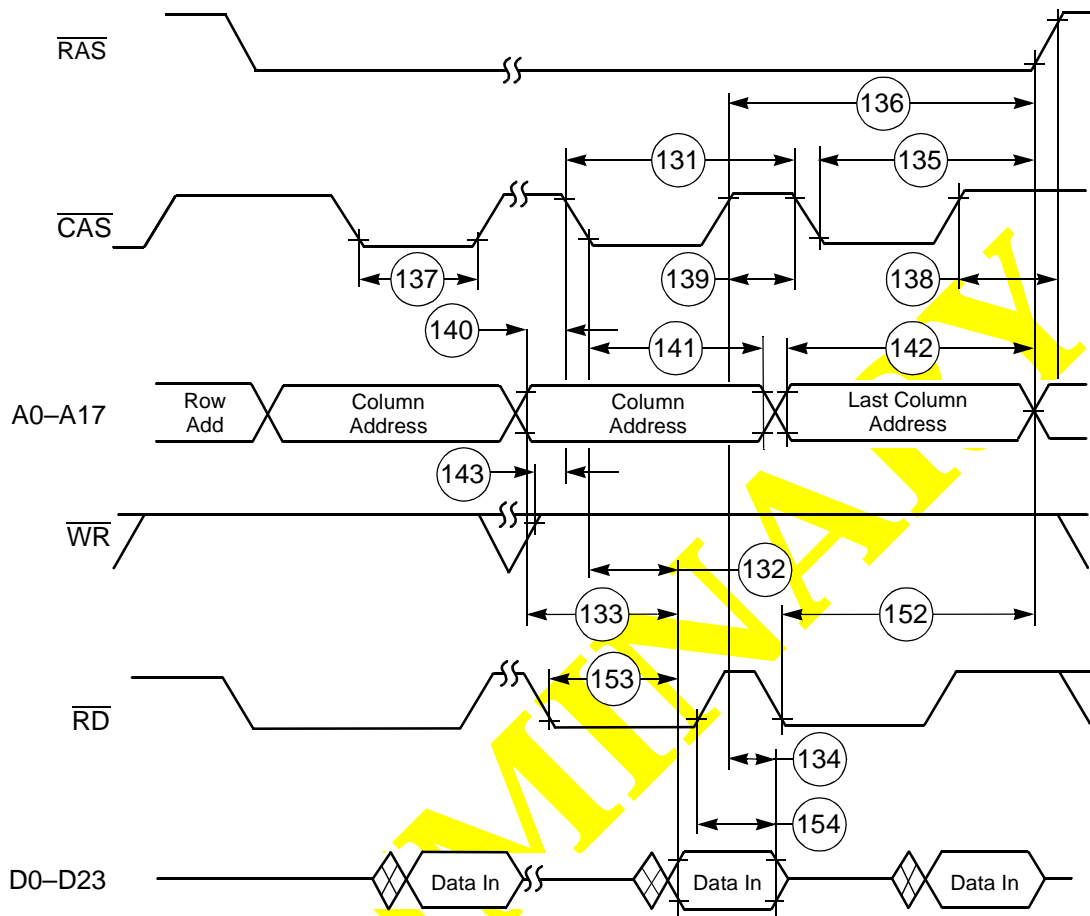 RAS
136
131
135
CAS
137
139
138
140
141
142
A0–A17
Row
Add
Column
Address
Column
Address
Last Column
Address
143
WR
132
133
152
153
RD
134
154
D0–D23
Data In
Data In
Data In